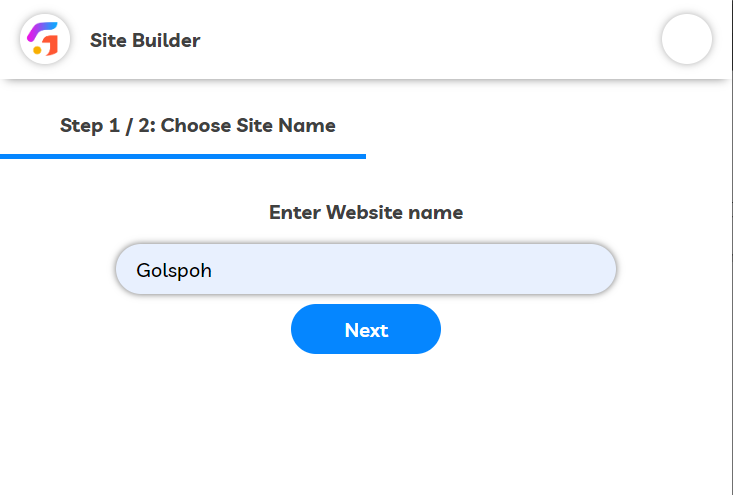 Site Builder
Step 1 / 2: Choose Site Name
Enter Website name
Golspoh
Next